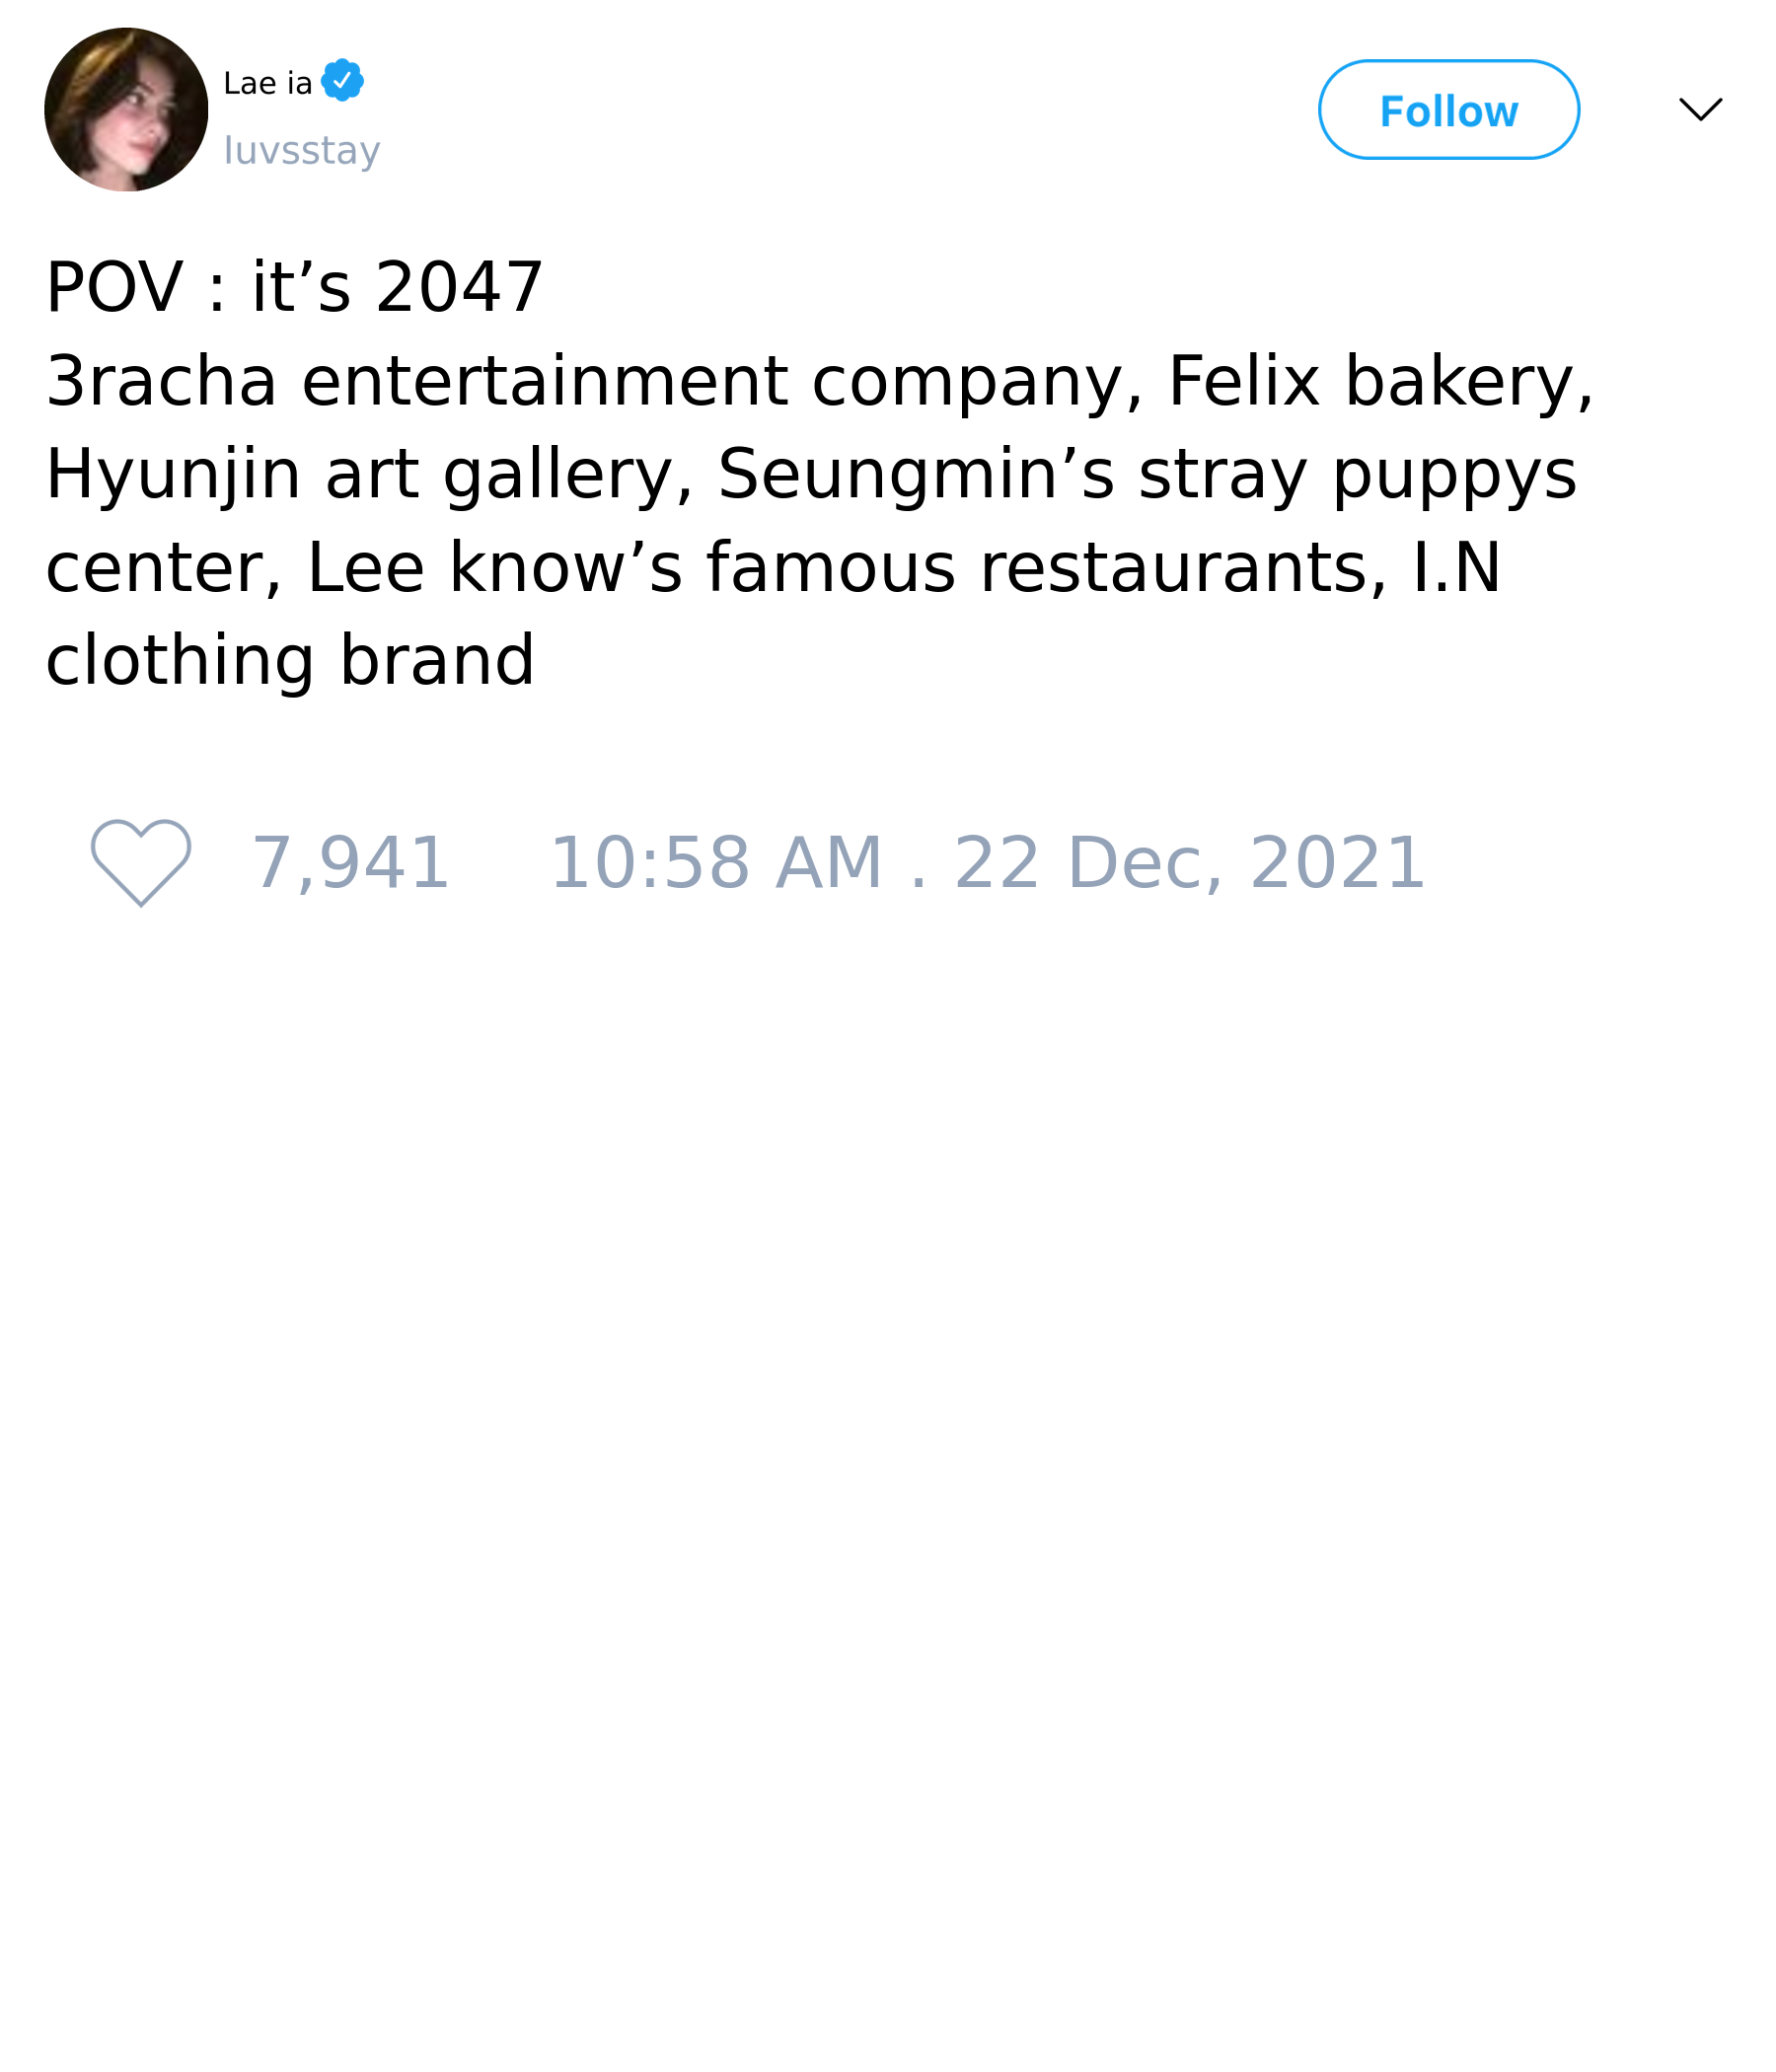 Lae ia
luvsstay
Follow
POV : it’s 2047
3racha entertainment company, Felix bakery,
Hyunjin art gallery, Seungmin’s stray puppys
center, Lee know’s famous restaurants, I.N
clothing brand
7,941 10:58 AM . 22 Dec, 2021